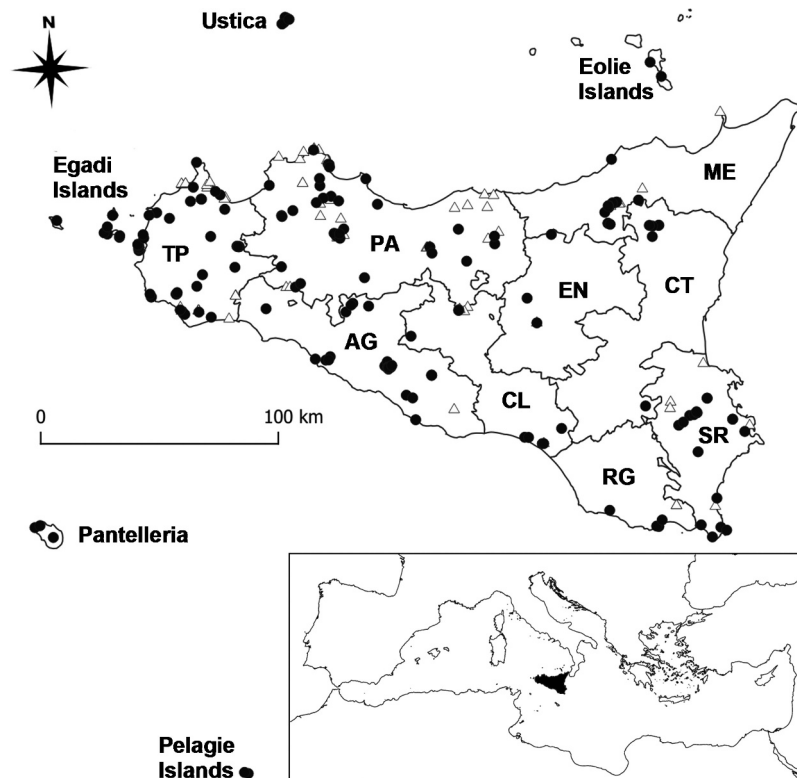 N
Ustica
Eolie
Islands
Egadi
Islands
ME
PA
TP
EN
CT
AG
CL
SR
RG
0
100 km
Pantelleria
Pelagie
Islands